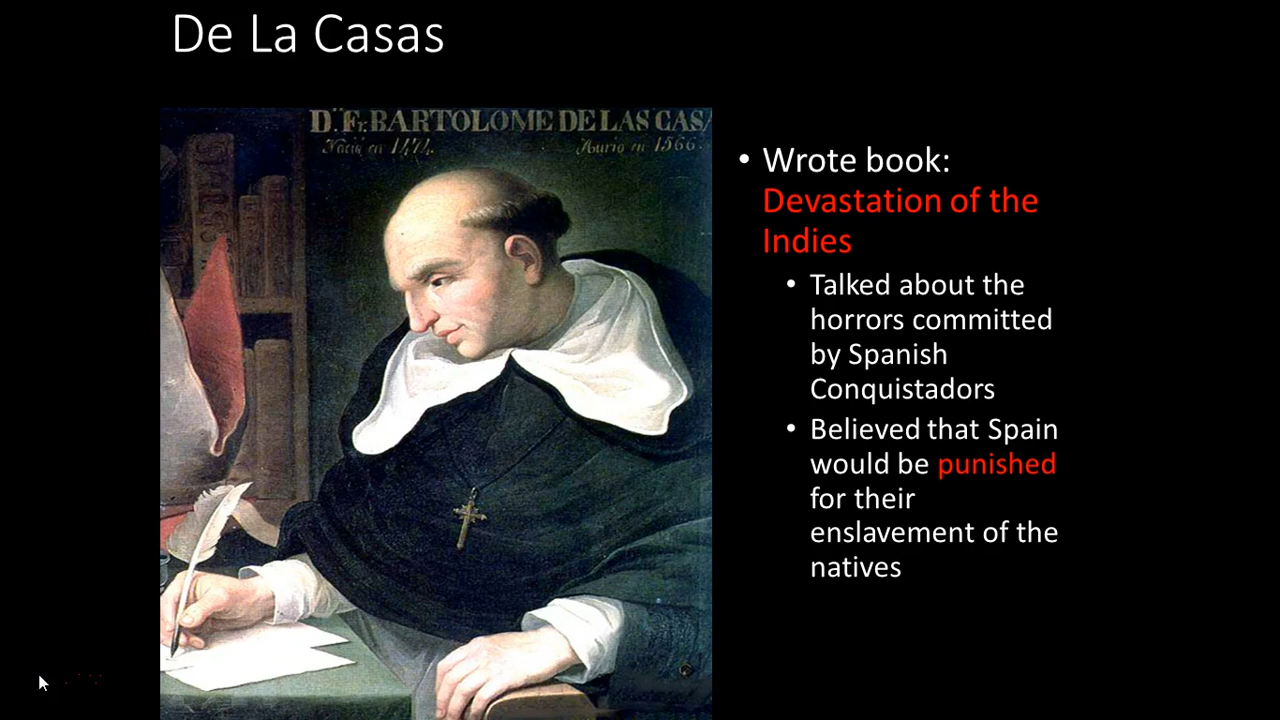 De La Casas
D.ⁿ Fr. BARTOLOME DE LAS CASA
Nació en 1474. Murio en 1566.
• Wrote book:
Devastation of the
Indies
• Talked about the
horrors committed
by Spanish
Conquistadors
• Believed that Spain
would be punished
for their
enslavement of the
natives